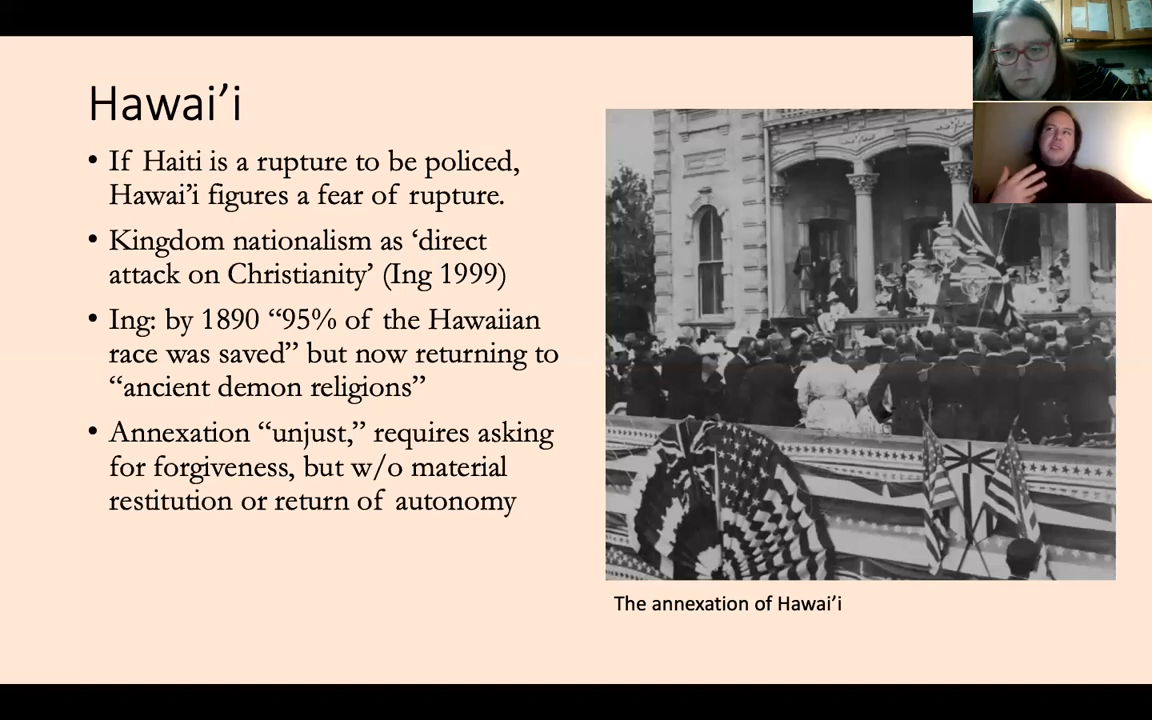 Hawai’i
• If Haiti is a rupture to be policed,
Hawai’i figures a fear of rupture.
• Kingdom nationalism as ‘direct
attack on Christianity’ (Ing 1999)
• Ing: by 1890 “95% of the Hawaiian
race was saved” but now returning to
“ancient demon religions”
• Annexation “unjust,” requires asking
for forgiveness, but w/o material
restitution or return of autonomy
The annexation of Hawai’i